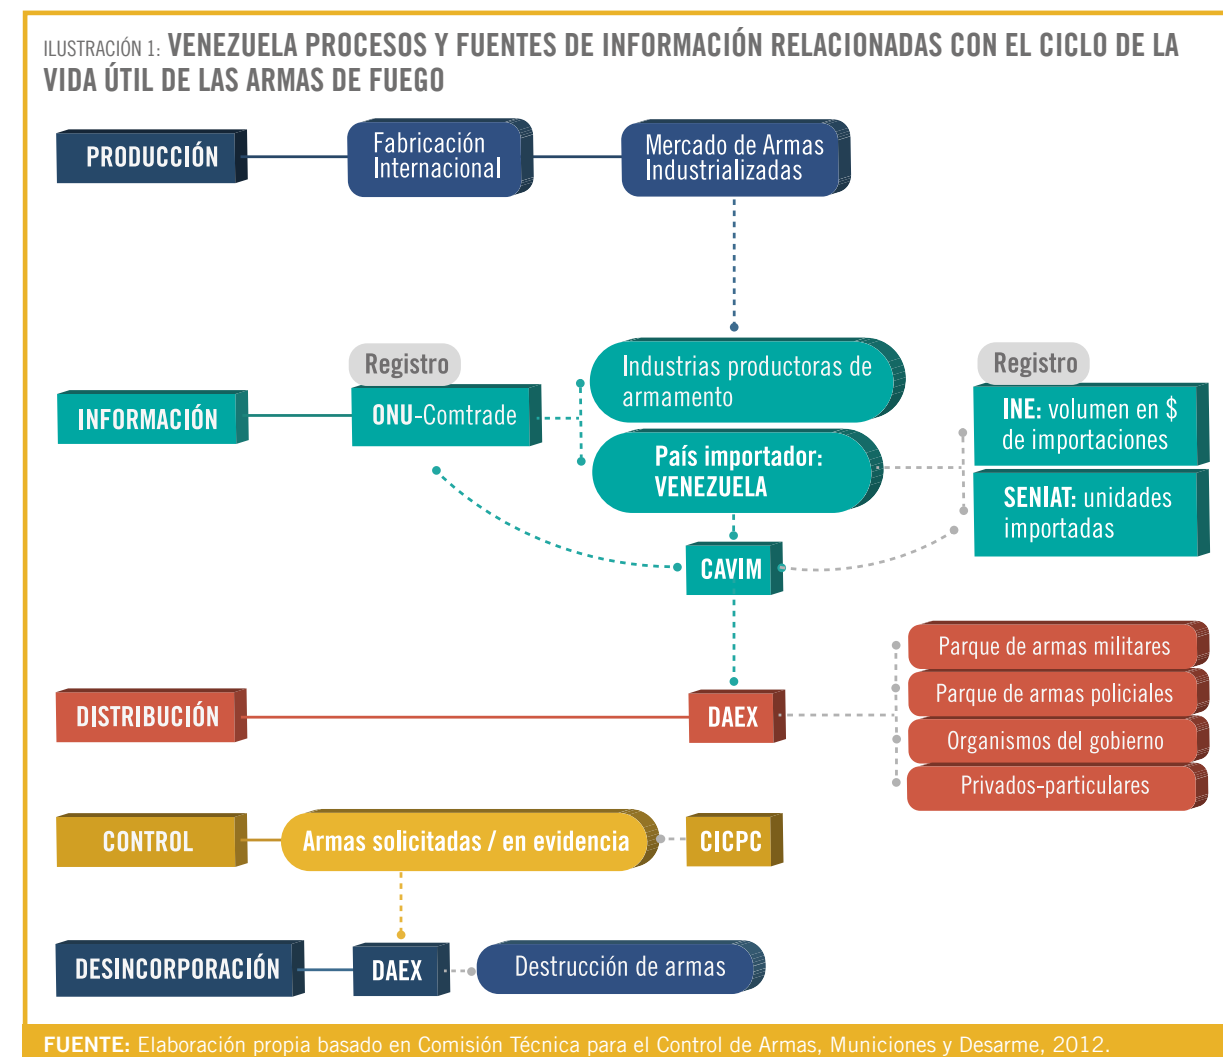 ILUSTRACIÓN 1: VENEZUELA PROCESOS Y FUENTES DE INFORMACIÓN RELACIONADAS CON EL CICLO DE LA
VIDA ÚTIL DE LAS ARMAS DE FUEGO
PRODUCCIÓN
Fabricación
Internacional
Mercado de Armas
Industrializadas
INFORMACIÓN
Registro
ONU-Comtrade
Industrias productoras de
armamento
País importador:
VENEZUELA
Registro
INE: volumen en $
de importaciones
SENIAT: unidades
importadas
CAVIM
DISTRIBUCIÓN
DAEX
Parque de armas militares
Parque de armas policiales
Organismos del gobierno
Privados-particulares
CONTROL
Armas solicitadas / en evidencia
CICPC
DESINCORPORACIÓN
DAEX
Destrucción de armas
FUENTE: Elaboración propia basado en Comisión Técnica para el Control de Armas, Municiones y Desarme, 2012.